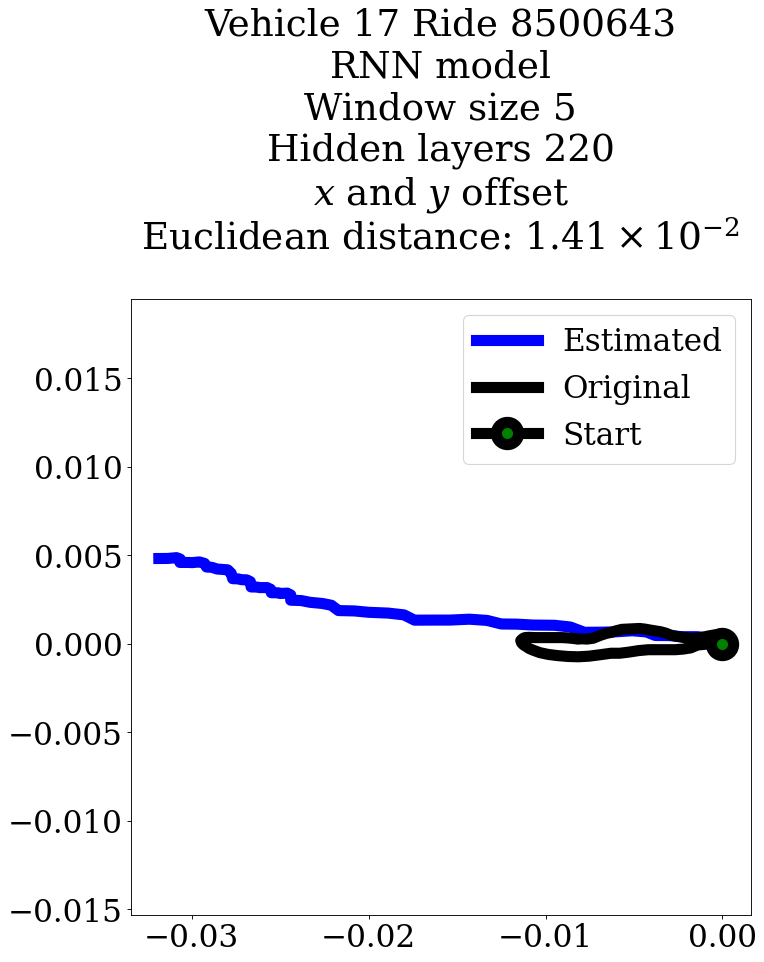 Vehicle 17 Ride 8500643
RNN model
Window size 5
Hidden layers 220
x and y offset
Euclidean distance: 1.41 × 10⁻²
Estimated
Original
Start
0.015
0.010
0.005
0.000
−0.005
−0.010
−0.015
−0.03 −0.02 −0.01 0.00